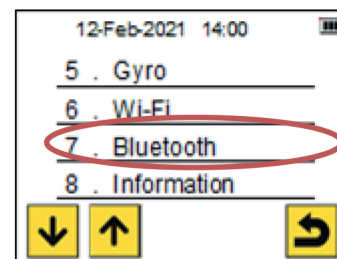 12-Feb-2021 14:00
5 . Gyro
6 . Wi-Fi
7 . Bluetooth
8 . Information